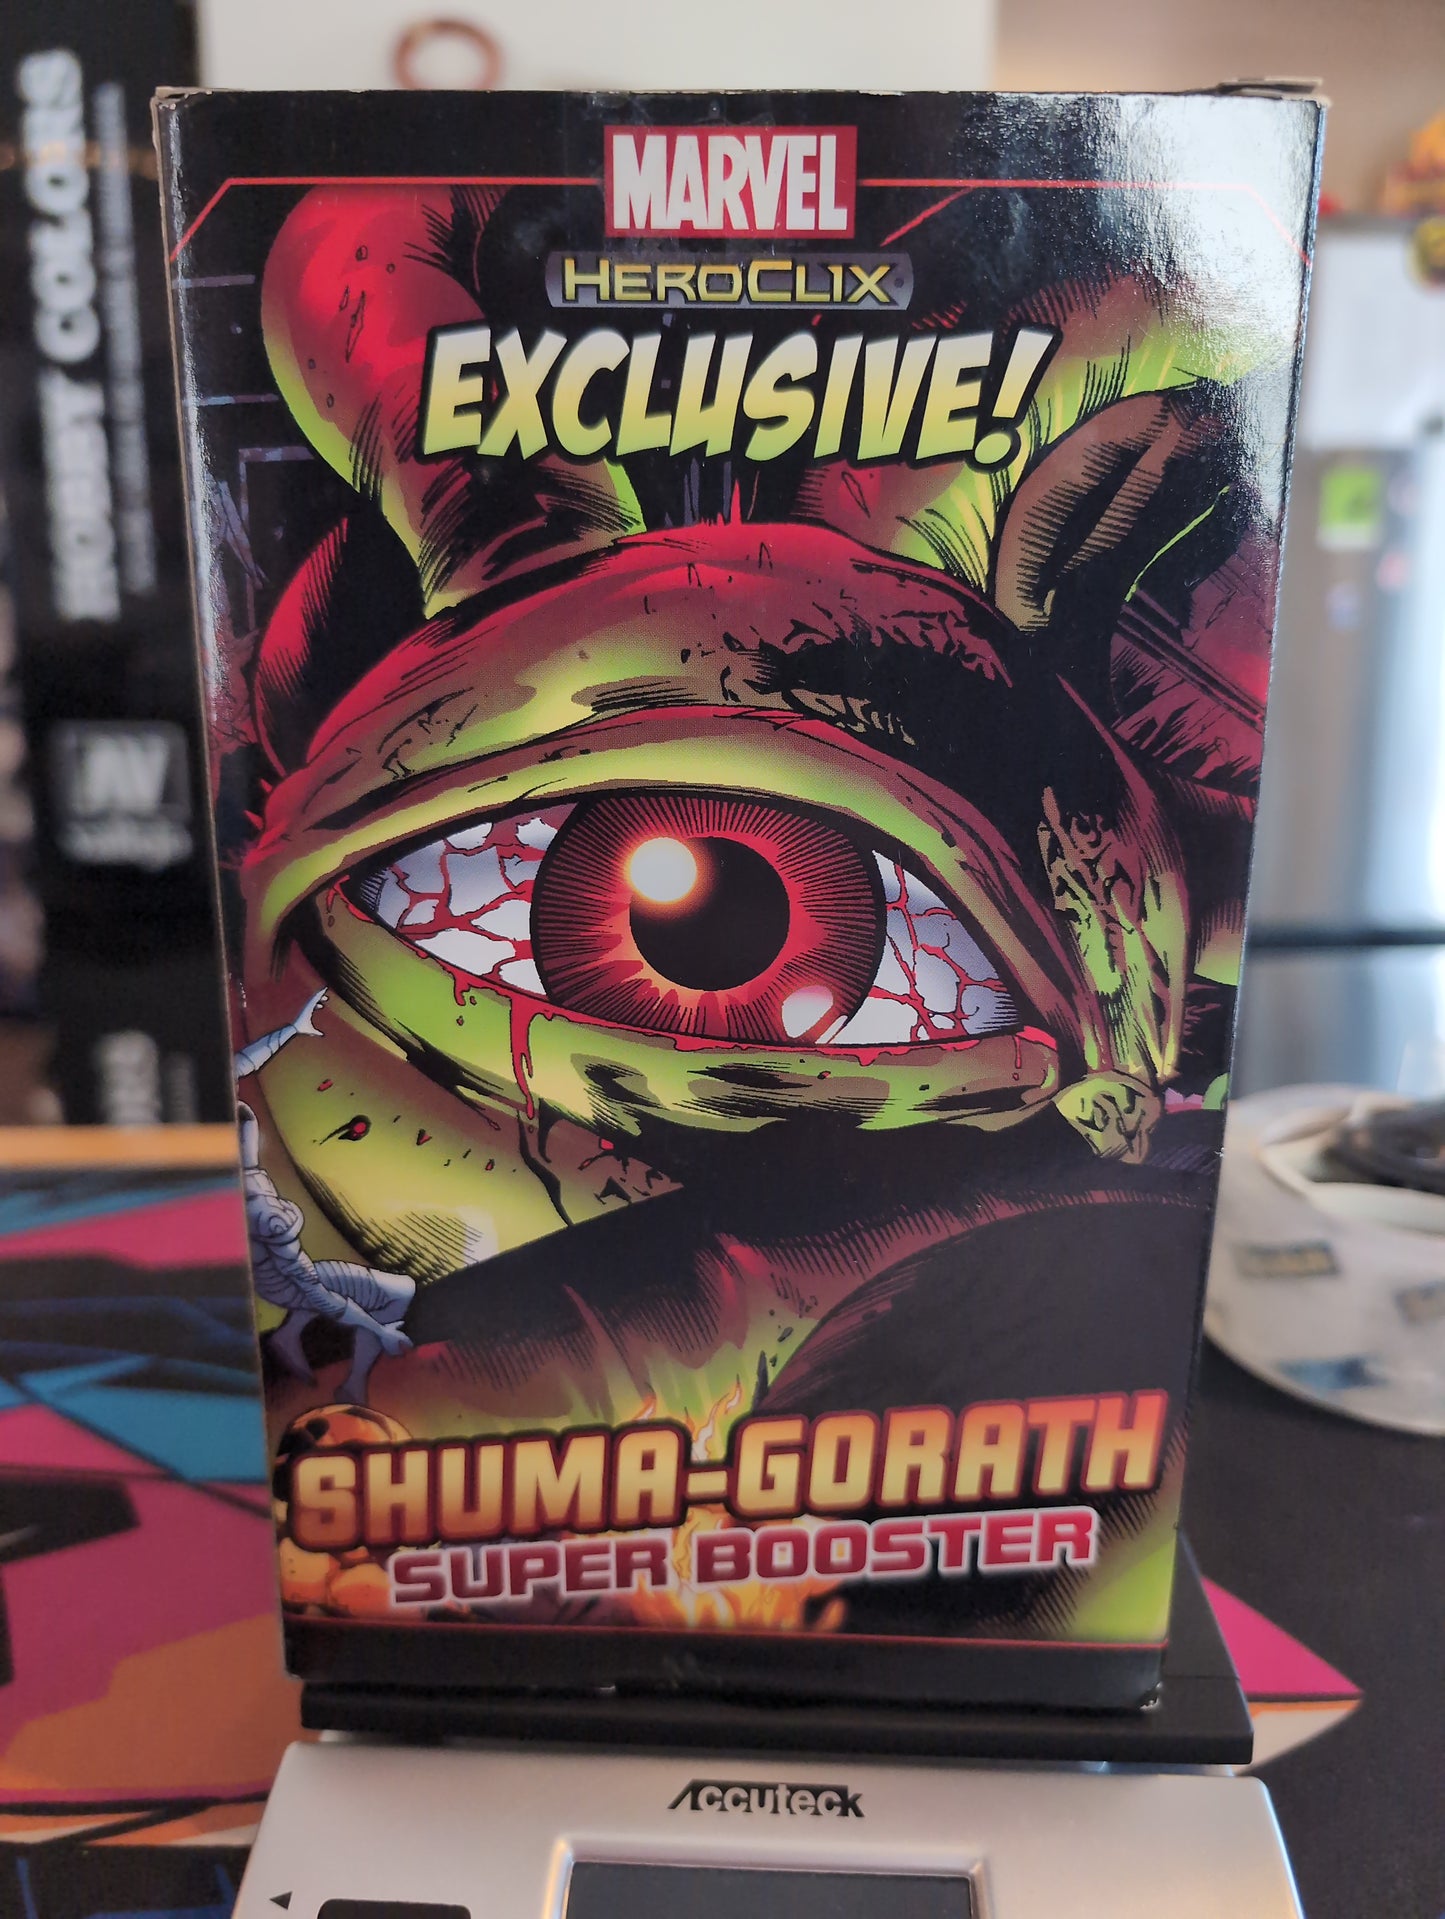 MARVEL
HEROCLIX
EXCLUSIVE!
SHUMA-GORATH
SUPER BOOSTER
Accuteck
HOBBY COLORS